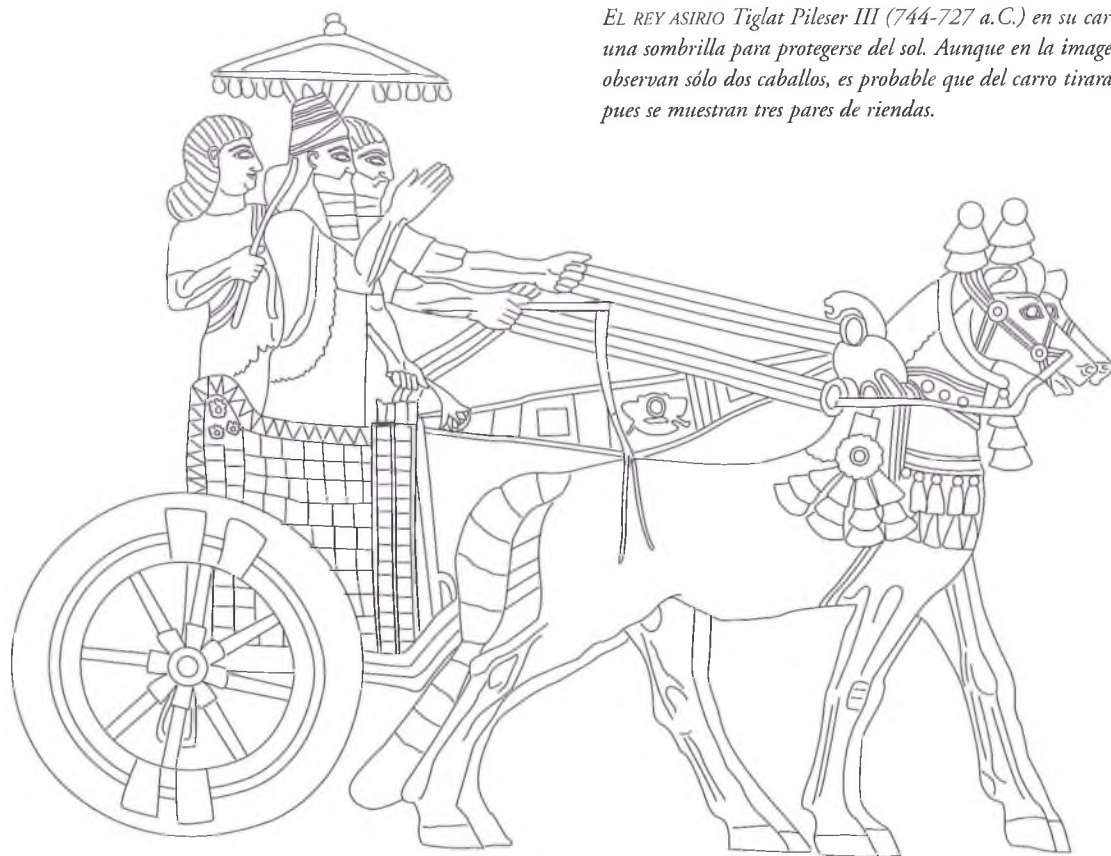 EL REY ASIRIO Tiglat Pileser III (744-727 a.C.) en su car
una sombrilla para protegerse del sol. Aunque en la image
observan sólo dos caballos, es probable que del carro tirara
pues se muestran tres pares de riendas.